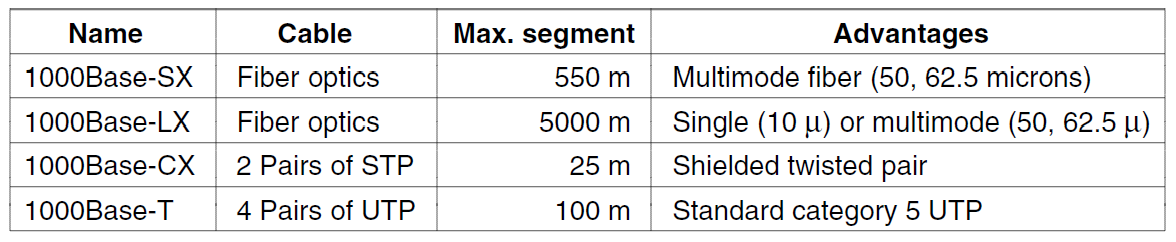 Name Cable Max. segment Advantages
1000Base-SX Fiber optics 550 m Multimode fiber (50, 62.5 microns)
1000Base-LX Fiber optics 5000 m Single (10 μ) or multimode (50, 62.5 μ)
1000Base-CX 2 Pairs of STP 25 m Shielded twisted pair
1000Base-T 4 Pairs of UTP 100 m Standard category 5 UTP